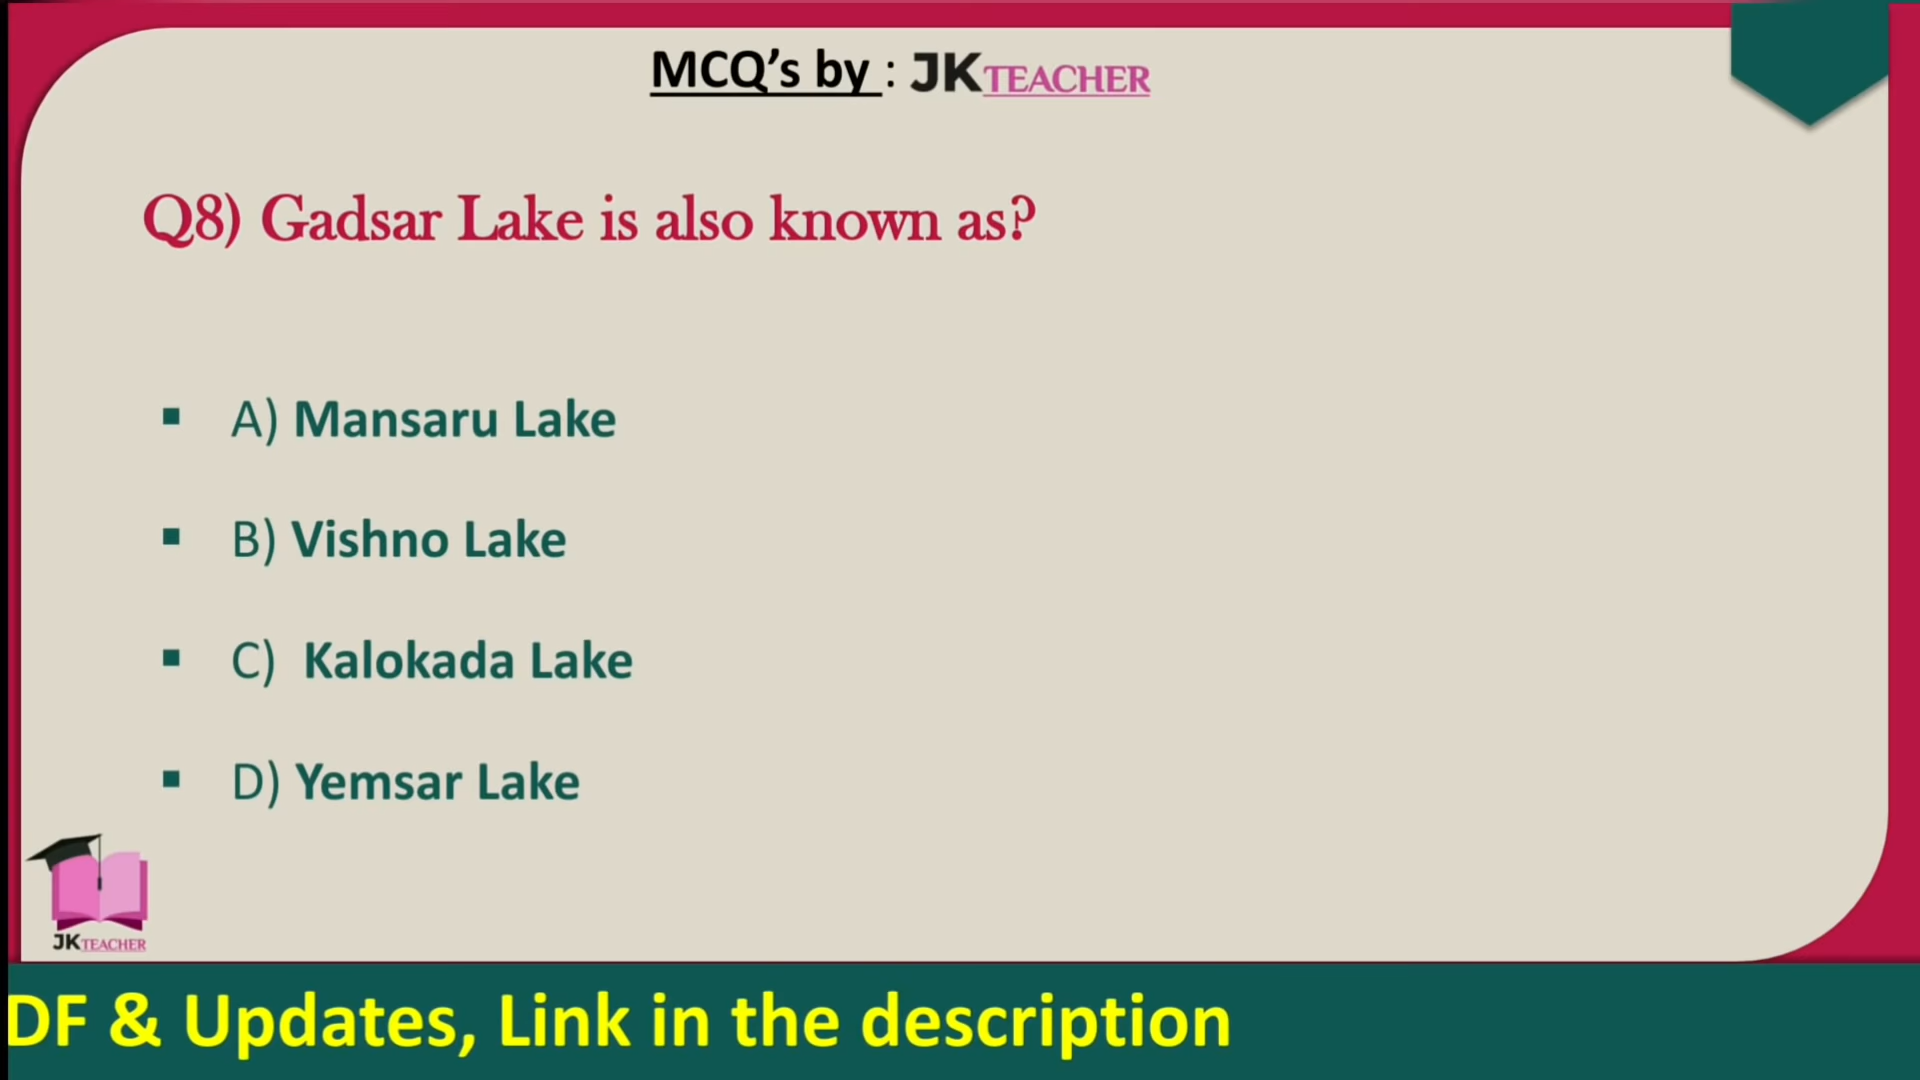 MCQ’s by : JKTEACHER
Q8) Gadsar Lake is also known as?
▪ A) Mansaru Lake
▪ B) Vishno Lake
▪ C) Kalokada Lake
▪ D) Yemsar Lake
JKTEACHER
DF & Updates, Link in the description